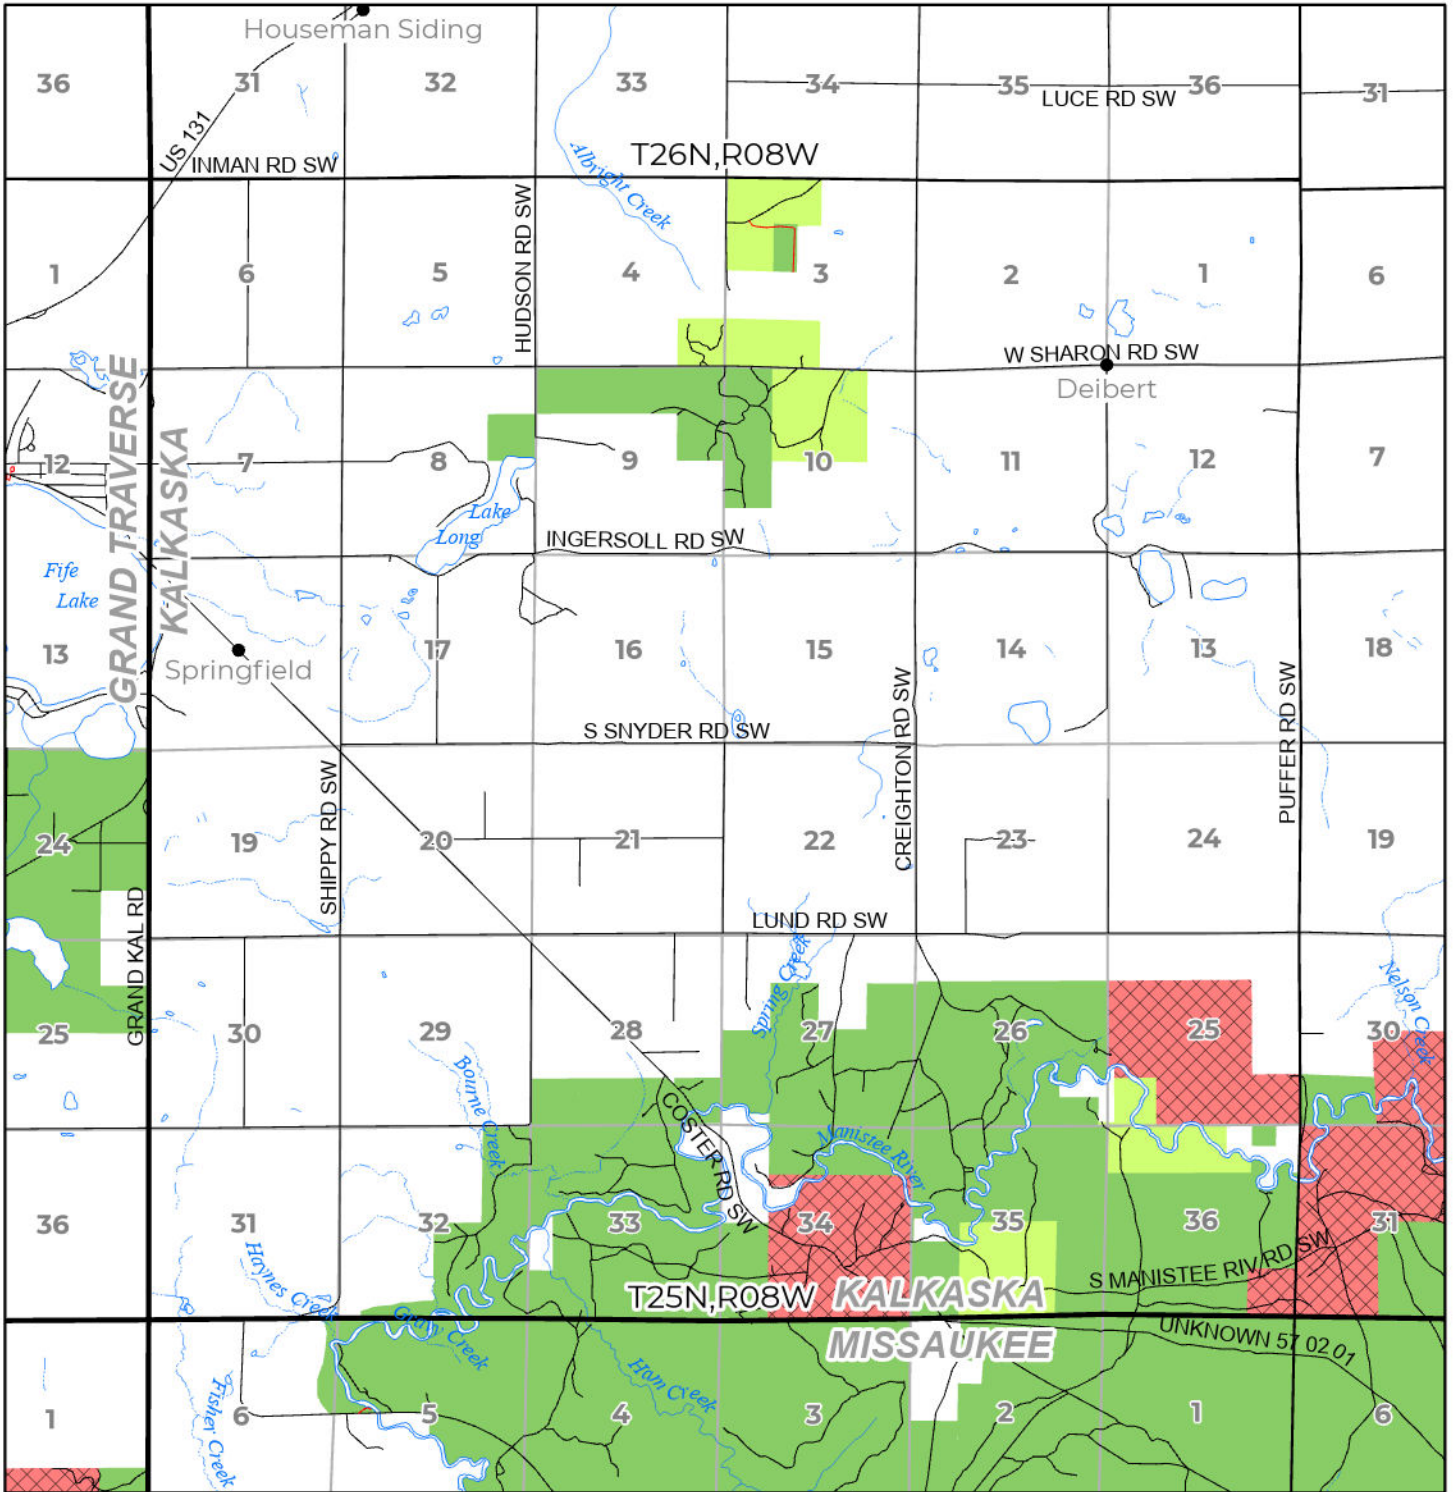 Houseman Siding
36
31
32
33
34
35
36
31
LUCE RD SW
US 131
INMAN RD SW
T26N,R08W
Albright Creek
HUDSON RD SW
1
6
5
4
3
2
1
6
W SHARON RD SW
Deibert
GRAND TRAVERSE
KALKASKA
12
7
8
9
10
11
12
7
Lake
Long
INGERSOLL RD SW
Fife
Lake
13
17
16
15
14
13
18
Springfield
CREIGHTON RD SW
PUFFER RD SW
S SNYDER RD SW
SHIPPY RD SW
24
19
20
21
22
23
24
19
GRAND KAL RD
LUND RD SW
Spring Creek
Nelson Creek
25
30
29
28
27
26
25
30
Bourne Creek
COSTER RD SW
Manistee River
36
31
32
33
34
35
36
31
Haynes Creek
S MANISTEE RIV RD SW
T25N,R08W
KALKASKA
MISSAUKEE
UNKNOWN 57 02 01
Creek
Ham Creek
Fisher Creek
1
6
5
4
3
2
1
6